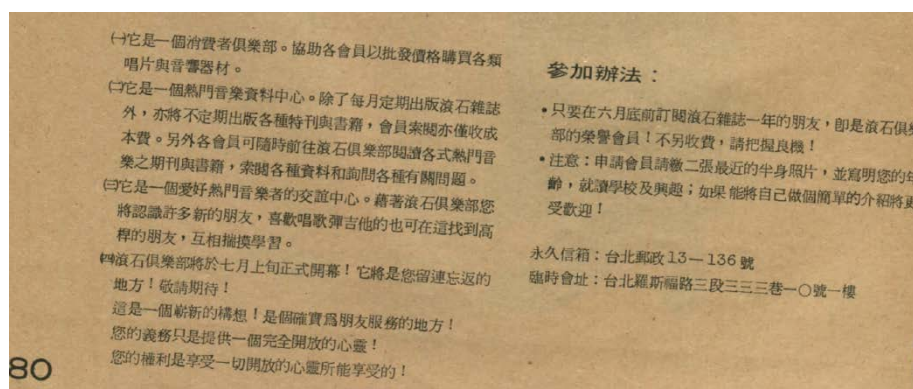 ㈠它是一個消費者俱樂部。協助各會員以批發價格購買各類
唱片與音響器材。
㈡它是一個熱門音樂資料中心。除了每月定期出版滾石雜誌
外，亦將不定期出版各種特刊與書籍，會員索閱亦僅收成
本費。另外各會員可隨時前往滾石俱樂部閱讀各式熱門音
樂之期刊與書籍，索閱各種資料和詢問各種有關問題。
㈢它是一個愛好熱門音樂者的交誼中心。藉著滾石俱樂部您
將認識許多新的朋友，喜歡唱歌彈吉他的也可在這找到高
桿的朋友，互相揣摸學習。
㈣滾石俱樂部將於七月上旬正式開幕！它將是您留連忘返的
地方！敬請期待！
這是一個嶄新的構想！是個確實爲朋友服務的地方！
您的義務只是提供一個完全開放的心靈！
您的權利是享受一切開放的心靈所能享受的！
80
參加辦法：
•只要在六月底前訂閱滾石雜誌一年的朋友，卽是滾石俱樂
部的榮譽會員！不另收費，請把握良機！
•注意：申請會員請繳二張最近的半身照片，並寫明您的年
齡，就讀學校及興趣；如果能將自己做個簡單的介紹將更
受歡迎！
永久信箱：台北郵政13—136號
臨時會址：台北羅斯福路三段三三三巷一○號一樓